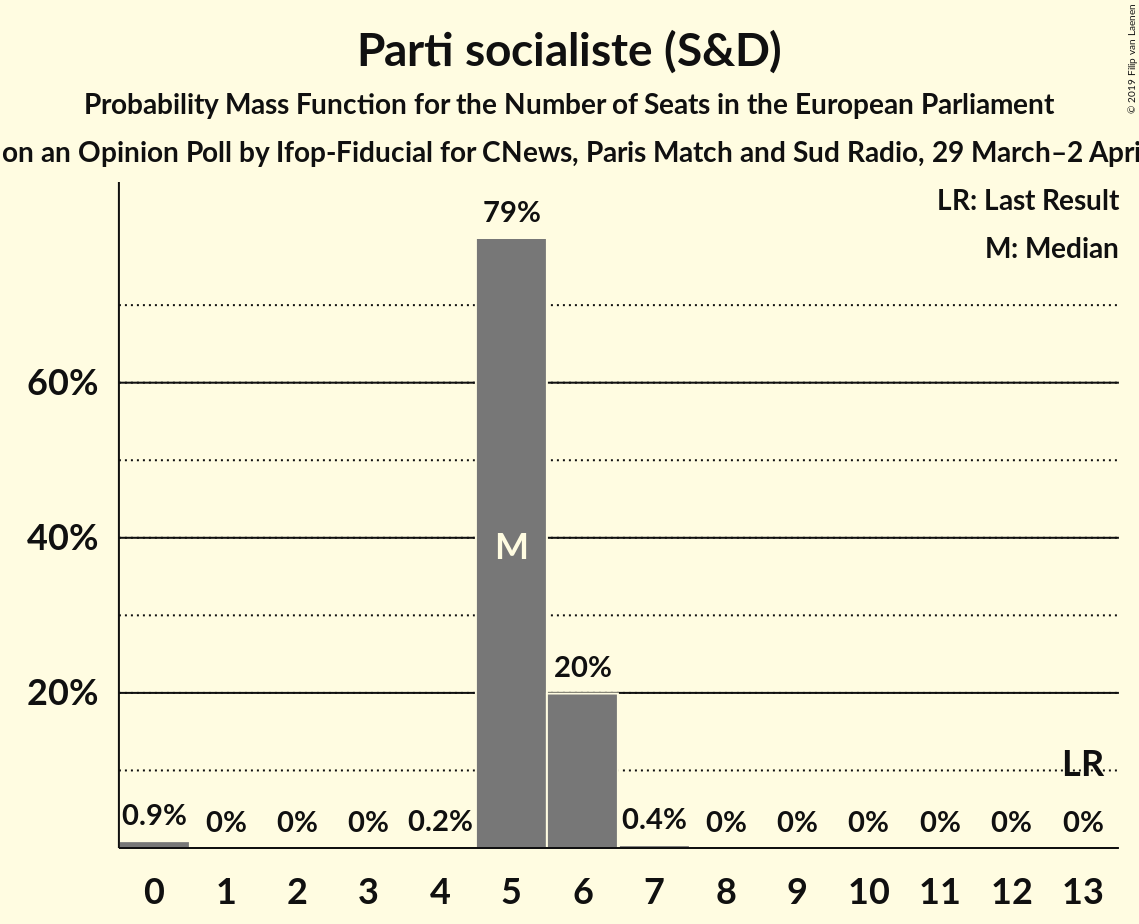 Parti socialiste (S&D)
Probability Mass Function for the Number of Seats in the European Parliament
on an Opinion Poll by Ifop-Fiducial for CNews, Paris Match and Sud Radio, 29 March–2 Apri
© 2019 Filip van Laenen
LR: Last Result
M: Median
79%
60%
40%
M
20%
20%
LR
0.9% 0% 0% 0% 0.2% 0.4% 0% 0% 0% 0% 0% 0%
0 1 2 3 4 5 6 7 8 9 10 11 12 13